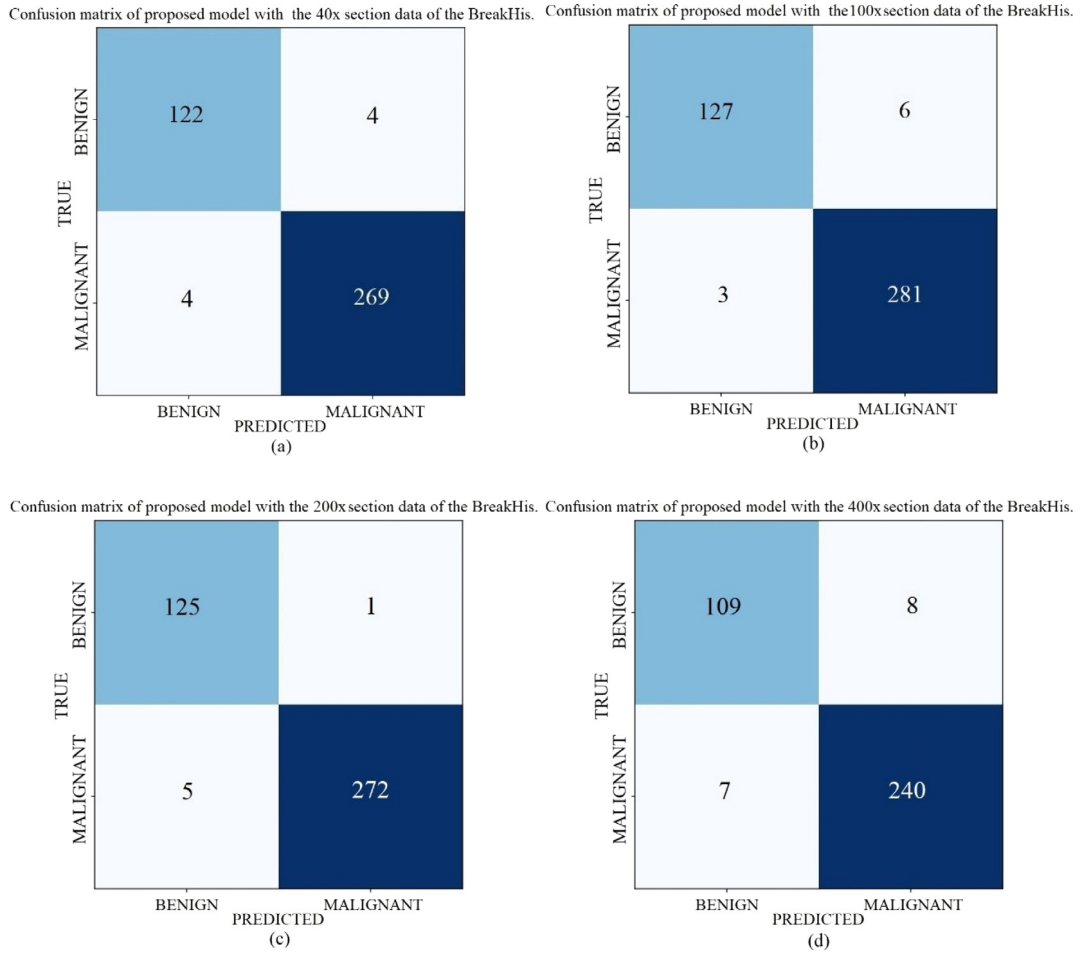 Confusion matrix of proposed model with the 40x section data of the BreakHis.
BENIGN
122
4
TRUE
MALIGNANT
4
269
BENIGN
MALIGNANT
PREDICTED
(a)
Confusion matrix of proposed model with the100x section data of the BreakHis.
BENIGN
127
6
TRUE
MALIGNANT
3
281
BENIGN
MALIGNANT
PREDICTED
(b)
Confusion matrix of proposed model with the 200x section data of the BreakHis.
BENIGN
125
1
TRUE
MALIGNANT
5
272
BENIGN
MALIGNANT
PREDICTED
(c)
Confusion matrix of proposed model with the 400x section data of the BreakHis.
BENIGN
109
8
TRUE
MALIGNANT
7
240
BENIGN
MALIGNANT
PREDICTED
(d)